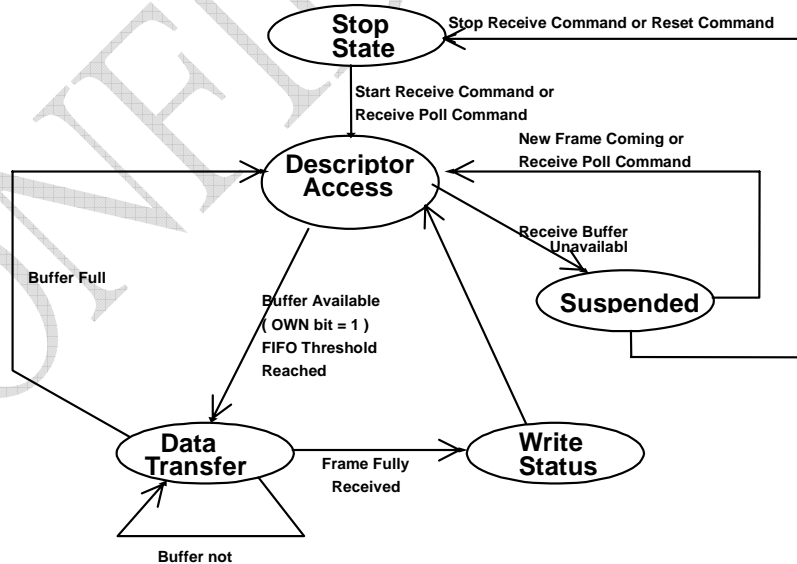 Stop
State
Stop Receive Command or Reset Command
Start Receive Command or
Receive Poll Command
New Frame Coming or
Receive Poll Command
Descriptor
Access
Receive Buffer
Unavailabl
Buffer Full
Buffer Available
( OWN bit = 1 )
FIFO Threshold
Reached
Suspended
Data
Transfer
Write
Status
Frame Fully
Received
Buffer not